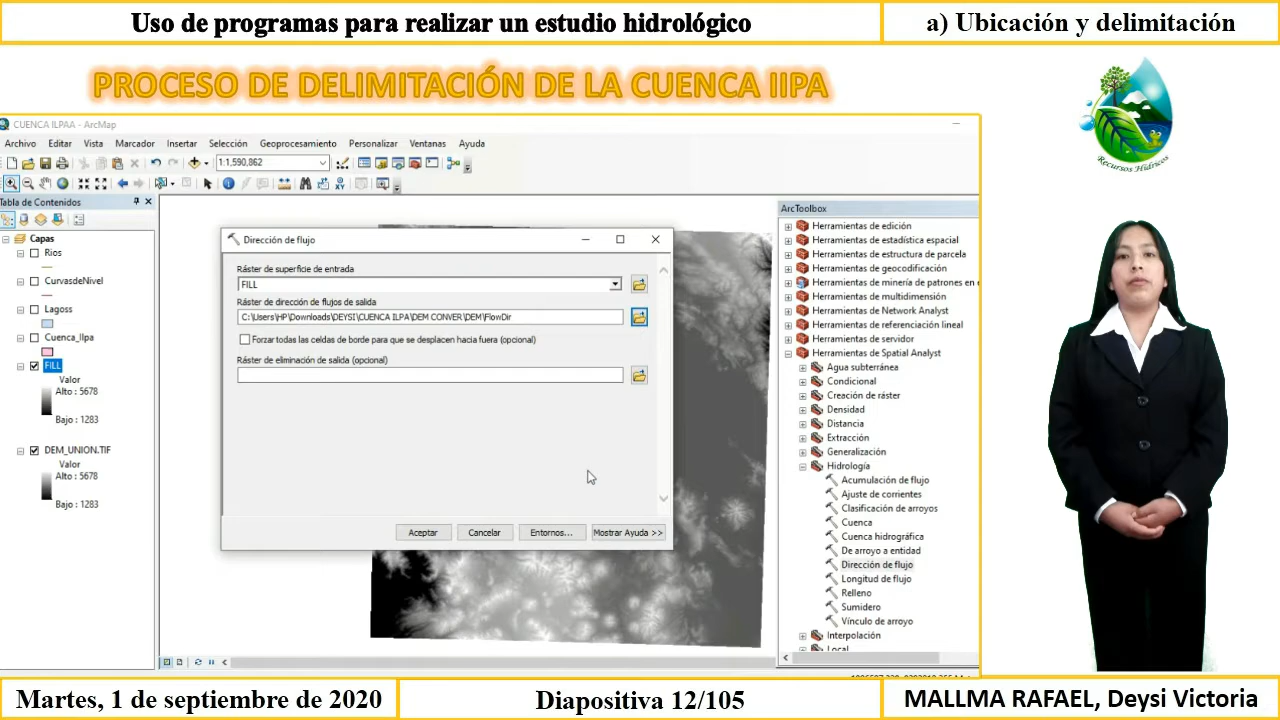 Uso de programas para realizar un estudio hidrológico
a) Ubicación y delimitación
PROCESO DE DELIMITACIÓN DE LA CUENCA IIPA
Recursos Hídricos
CUENCA ILPAA - ArcMap
Archivo Editar Vista Marcador Insertar Selección Geoprocesamiento Personalizar Ventanas Ayuda
1:1,590,862
Tabla de Contenidos
Capas
Rios
CurvasdeNivel
Lagoss
Cuenca_Ilpa
FILL
Valor
Alto : 5678
Bajo : 1283
DEM_UNION.TIF
Valor
Alto : 5678
Bajo : 1283
Dirección de flujo
Ráster de superficie de entrada
FILL
Ráster de dirección de flujos de salida
C:\Users\HP\Downloads\DEYSI\CUENCA ILPA\DEM CONVER\DEM\FlowDir
Forzar todas las celdas de borde para que se desplacen hacia fuera (opcional)
Ráster de eliminación de salida (opcional)
Aceptar Cancelar Entornos... Mostrar Ayuda >>
ArcToolbox
Herramientas de edición
Herramientas de estadística espacial
Herramientas de estructura de parcela
Herramientas de geocodificación
Herramientas de minería de patrones en
Herramientas de multidimensión
Herramientas de Network Analyst
Herramientas de referenciación lineal
Herramientas de servidor
Herramientas de Spatial Analyst
Agua subterránea
Condicional
Creación de ráster
Densidad
Distancia
Extracción
Generalización
Hidrología
Acumulación de flujo
Ajuste de corrientes
Clasificación de arroyos
Cuenca
Cuenca hidrográfica
De arroyo a entidad
Dirección de flujo
Longitud de flujo
Relleno
Sumidero
Vínculo de arroyo
Interpolación
Local
Martes, 1 de septiembre de 2020
Diapositiva 12/105
MALLMA RAFAEL, Deysi Victoria